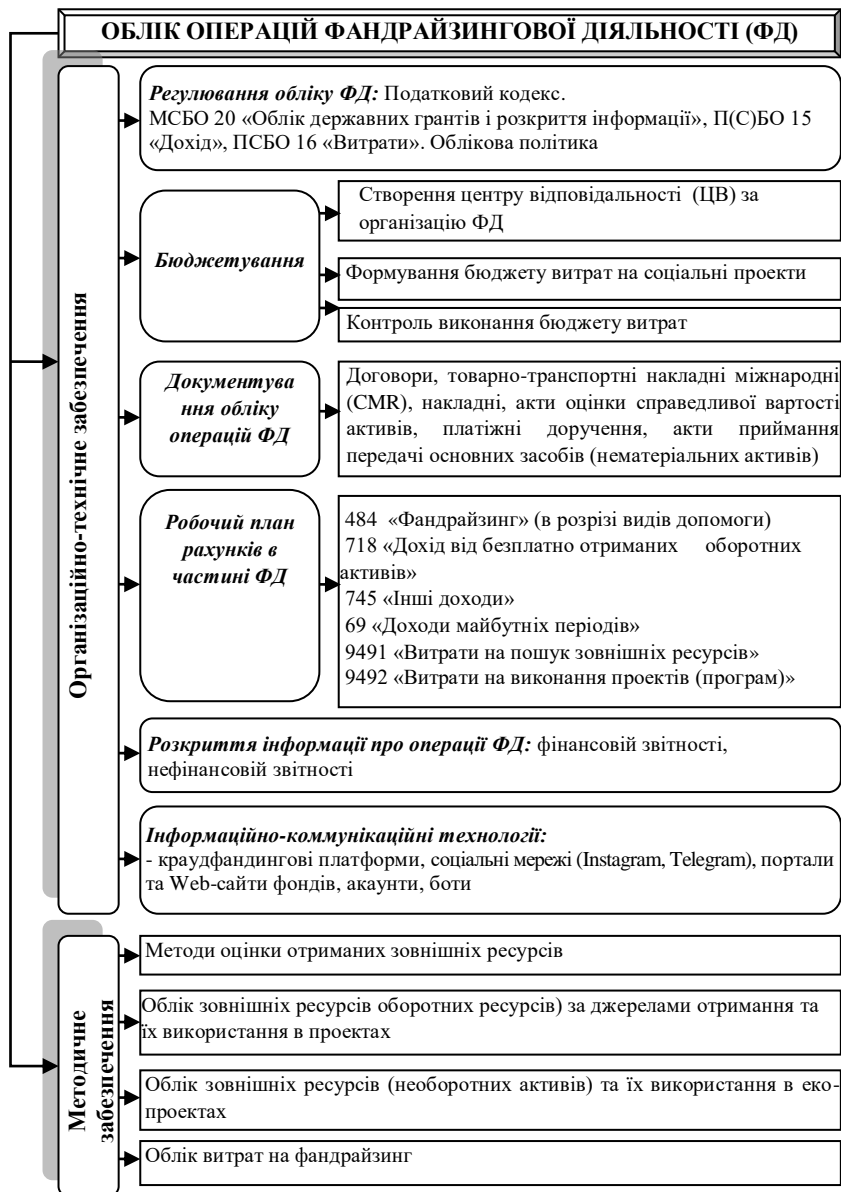 ОБЛІК ОПЕРАЦІЙ ФАНДРАЙЗИНГОВОЇ ДІЯЛЬНОСТІ (ФД)
Організаційно-технічне забезпечення
Регулювання обліку ФД: Податковий кодекс.
МСБО 20 «Облік державних грантів і розкриття інформації», П(С)БО 15
«Дохід», ПСБО 16 «Витрати». Облікова політика
Бюджетування
Створення центру відповідальності (ЦВ) за
організацію ФД
Формування бюджету витрат на соціальні проекти
Контроль виконання бюджету витрат
Документува
ння обліку
операцій ФД
Договори, товарно-транспортні накладні міжнародні
(CMR), накладні, акти оцінки справедливої вартості
активів, платіжні доручення, акти приймання
передачі основних засобів (нематеріальних активів)
Робочий план
рахунків в
частині ФД
484 «Фандрайзинг» (в розрізі видів допомоги)
718 «Дохід від безплатно отриманих оборотних
активів»
745 «Інші доходи»
69 «Доходи майбутніх періодів»
9491 «Витрати на пошук зовнішніх ресурсів»
9492 «Витрати на виконання проектів (програм)»
Розкриття інформації про операції ФД: фінансовій звітності,
нефінансовій звітності
Інформаційно-коммунікаційні технології:
- краудфандингові платформи, соціальні мережі (Instagram, Telegram), портали
та Web-сайти фондів, акаунти, боти
Методичне
забезпечення
Методи оцінки отриманих зовнішніх ресурсів
Облік зовнішніх ресурсів оборотних ресурсів) за джерелами отримання та
їх використання в проектах
Облік зовнішніх ресурсів (необоротних активів) та їх використання в еко-
проектах
Облік витрат на фандрайзинг